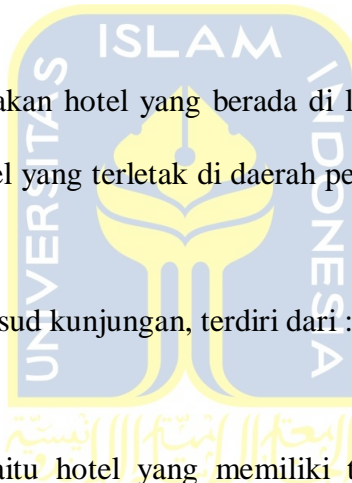 ISLAM
UNIVERSITAS
INDONESIA
akan hotel yang berada di l
el yang terletak di daerah pe
sud kunjungan, terdiri dari :
aitu hotel yang memiliki t